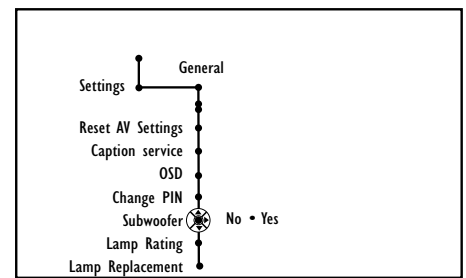 General
Settings
Reset AV Settings
Caption service
OSD
Change PIN
Subwoofer No • Yes
Lamp Rating
Lamp Replacement